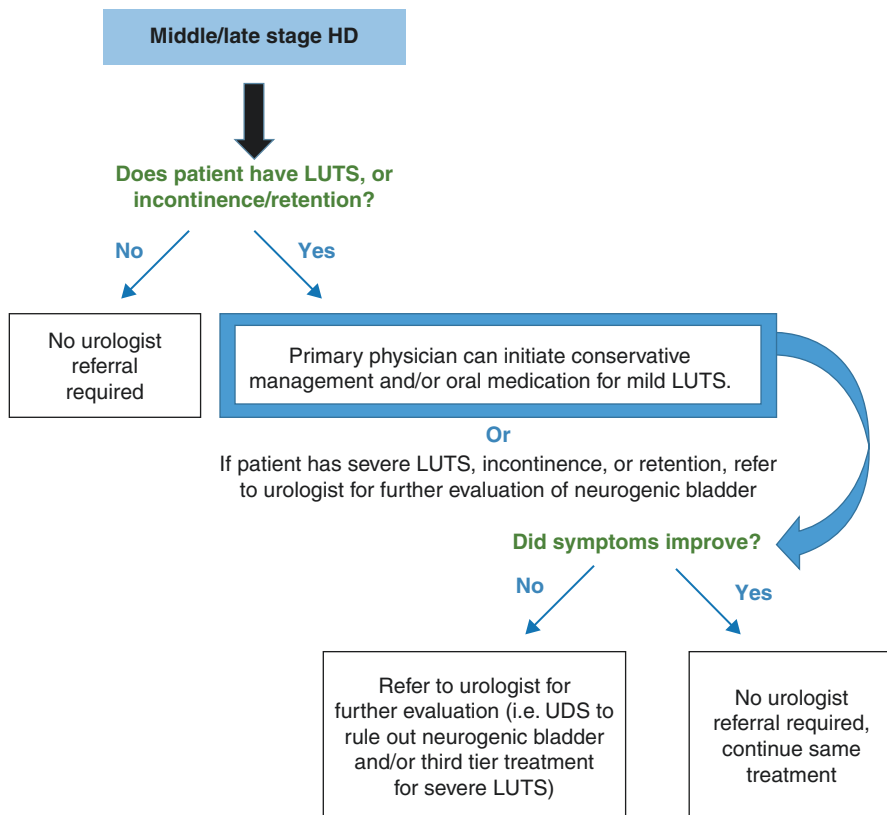 Middle/late stage HD
Does patient have LUTS, or
incontinence/retention?
No
Yes
No urologist
referral
required
Primary physician can initiate conservative
management and/or oral medication for mild LUTS.
Or
If patient has severe LUTS, incontinence, or retention, refer
to urologist for further evaluation of neurogenic bladder
Did symptoms improve?
No
Yes
Refer to urologist for
further evaluation (i.e. UDS to
rule out neurogenic bladder
and/or third tier treatment
for severe LUTS)
No urologist
referral required,
continue same
treatment